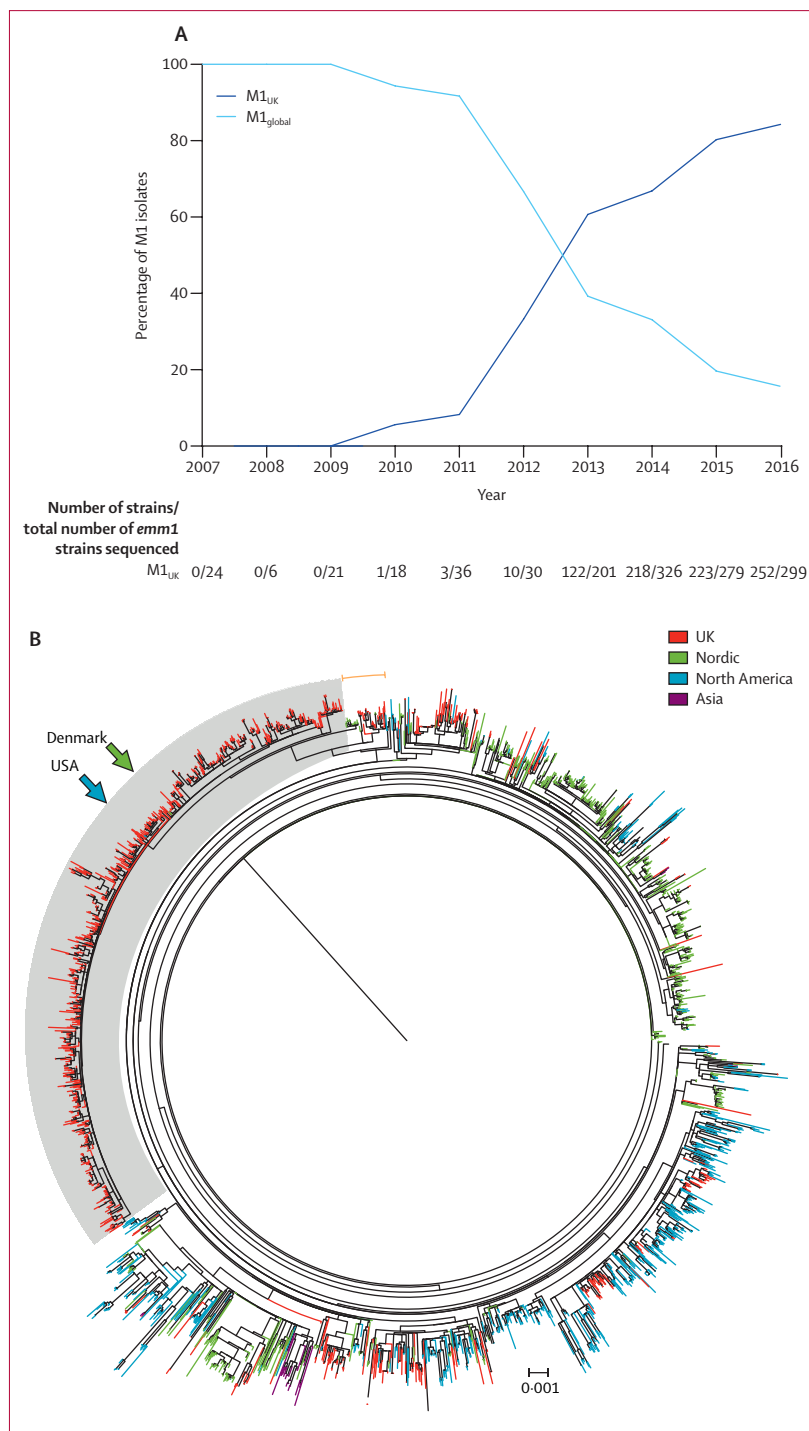 A
100
80
60
40
20
0
Percentage of M1 isolates
M1UK
M1global
2007 2008 2009 2010 2011 2012 2013 2014 2015 2016
Year
Number of strains/
total number of emm1
strains sequenced
M1UK 0/24 0/6 0/21 1/18 3/36 10/30 122/201 218/326 223/279 252/299
B
UK
Nordic
North America
Asia
Denmark
USA
0·001